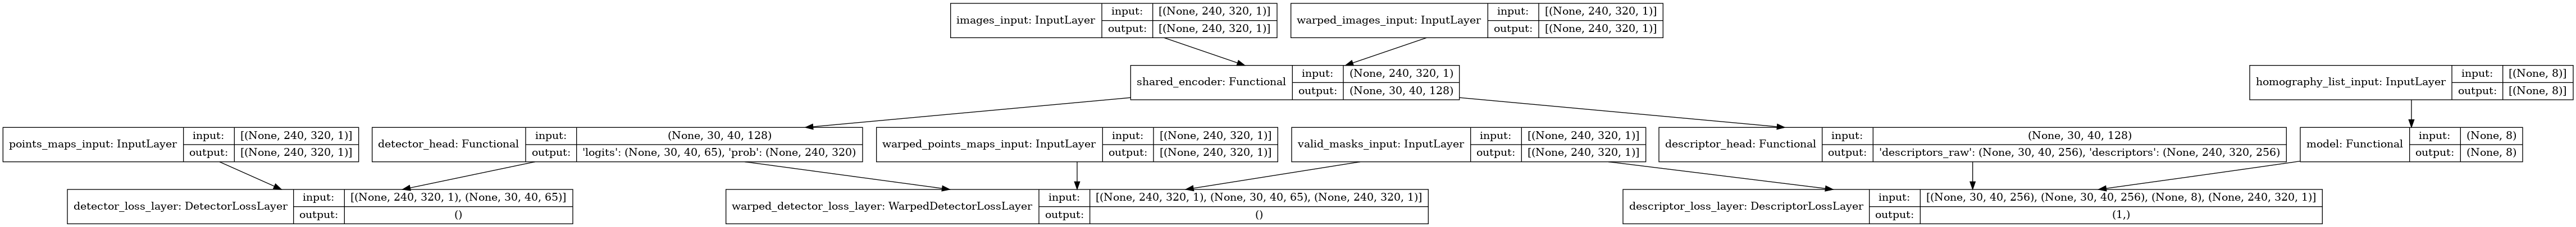 images_input: InputLayer
input: [(None, 240, 320, 1)]
output: [(None, 240, 320, 1)]
warped_images_input: InputLayer
input: [(None, 240, 320, 1)]
output: [(None, 240, 320, 1)]
shared_encoder: Functional
input: (None, 240, 320, 1)
output: (None, 30, 40, 128)
homography_list_input: InputLayer
input: [(None, 8)]
output: [(None, 8)]
points_maps_input: InputLayer
input: [(None, 240, 320, 1)]
output: [(None, 240, 320, 1)]
detector_head: Functional
input: (None, 30, 40, 128)
output: 'logits': (None, 30, 40, 65), 'prob': (None, 240, 320)
warped_points_maps_input: InputLayer
input: [(None, 240, 320, 1)]
output: [(None, 240, 320, 1)]
valid_masks_input: InputLayer
input: [(None, 240, 320, 1)]
output: [(None, 240, 320, 1)]
descriptor_head: Functional
input: (None, 30, 40, 128)
output: 'descriptors_raw': (None, 30, 40, 256), 'descriptors': (None, 240, 320, 256)
model: Functional
input: (None, 8)
output: (None, 8)
detector_loss_layer: DetectorLossLayer
input: [(None, 240, 320, 1), (None, 30, 40, 65)]
output: ()
warped_detector_loss_layer: WarpedDetectorLossLayer
input: [(None, 240, 320, 1), (None, 30, 40, 65), (None, 240, 320, 1)]
output: ()
descriptor_loss_layer: DescriptorLossLayer
input: [(None, 30, 40, 256), (None, 30, 40, 256), (None, 8), (None, 240, 320, 1)]
output: (1,)